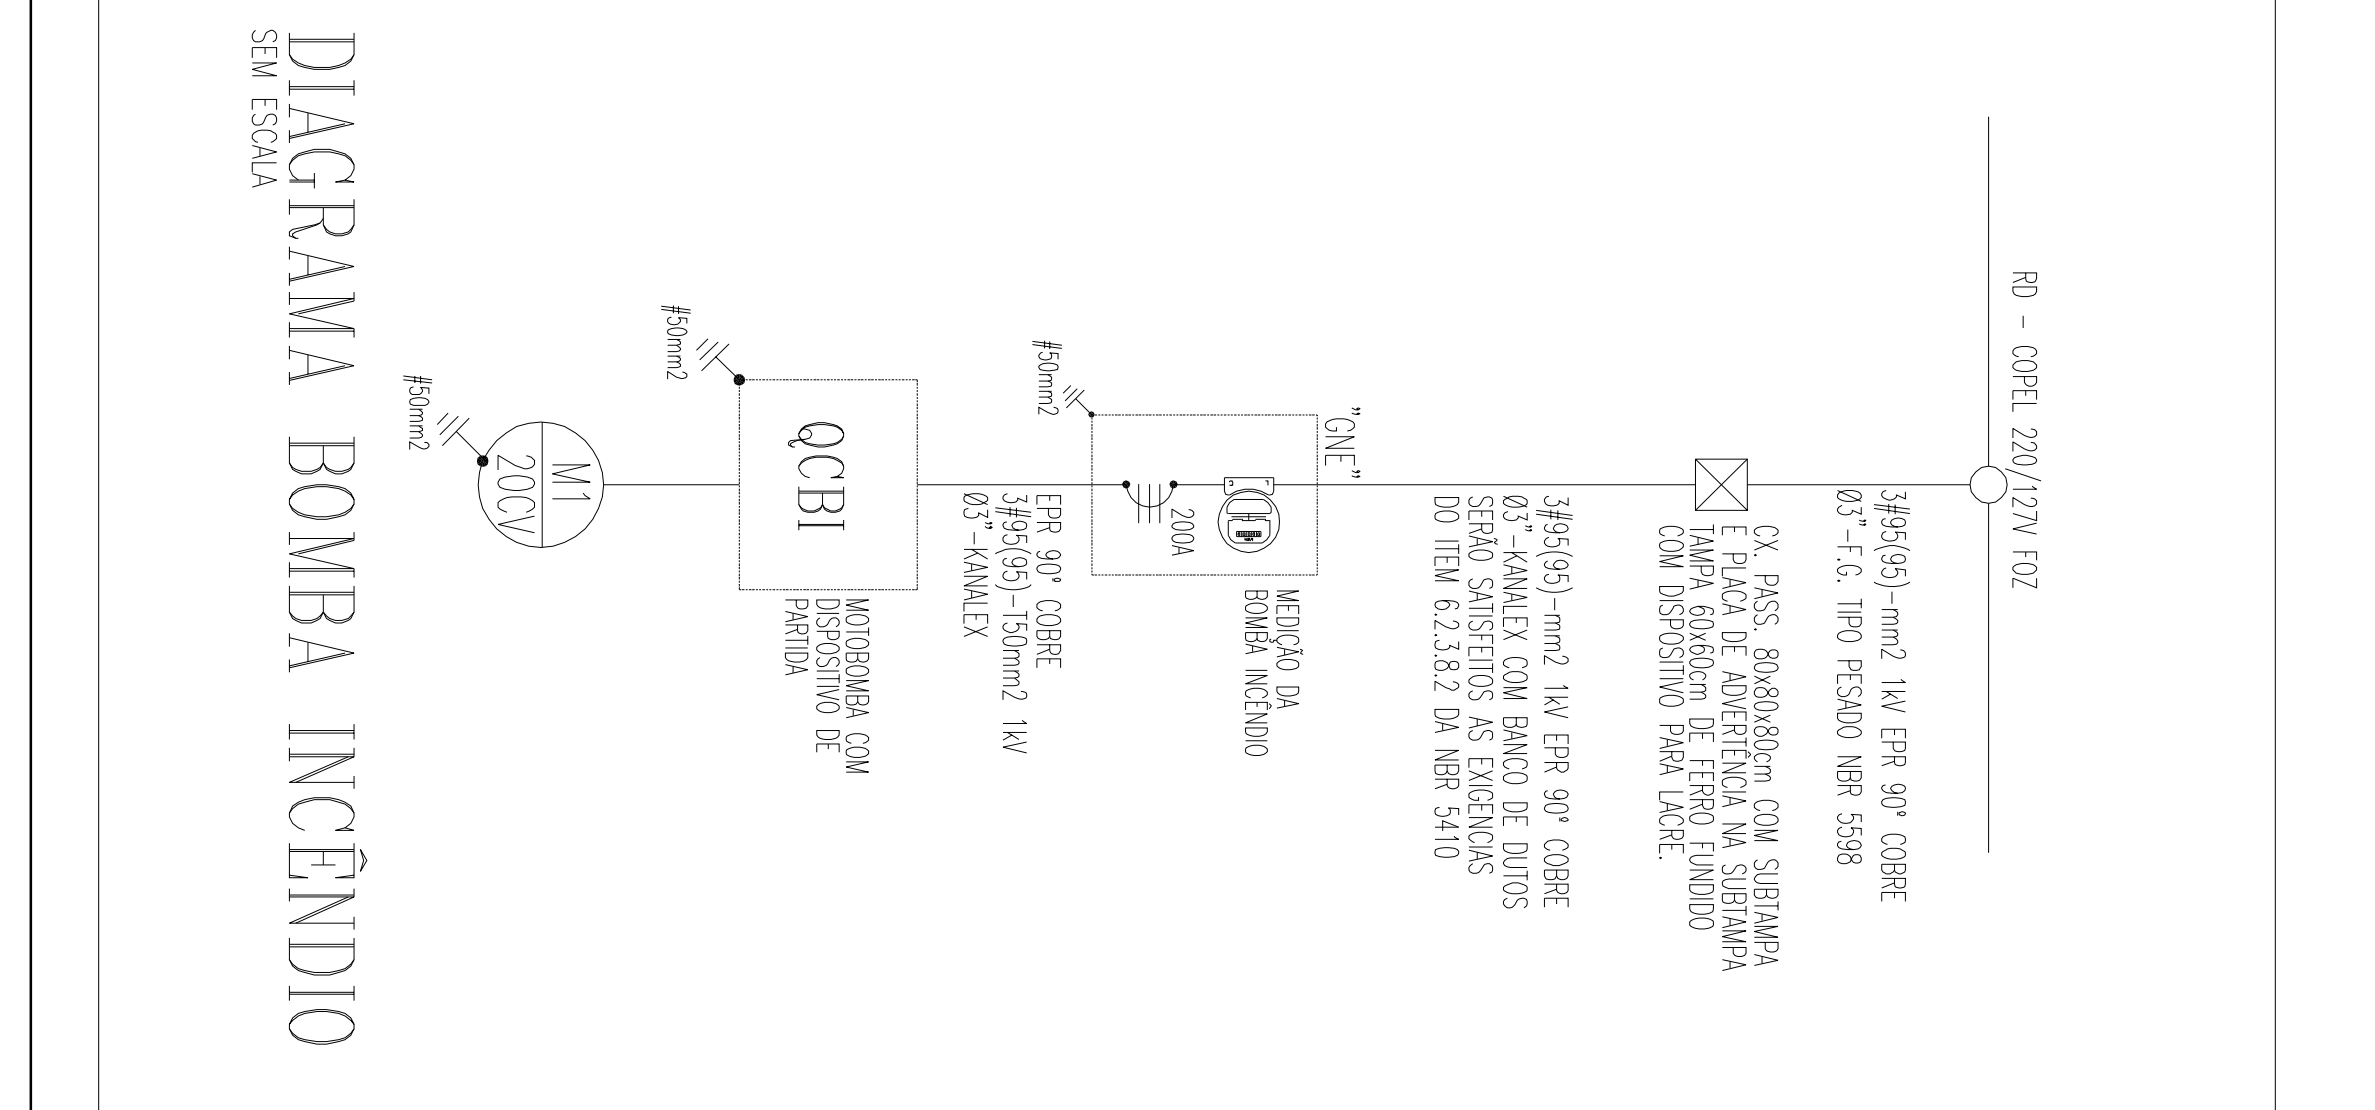 RD - COPEL 220/127V FOZ
3#95(95)-mm2 1kV EPR 90º COBRE
Ø3"-F.G. TIPO PESADO NBR 5598
CX. PASS. 80x80x80cm COM SUBTAMPA
E PLACA DE ADVERTÊNCIA NA SUBTAMPA
TAMPA 60x60cm DE FERRO FUNDIDO
COM DISPOSITIVO PARA LACRE.
3#95(95)-mm2 1kV EPR 90º COBRE
Ø3"-KANALEX COM BANCO DE DUTOS
SERÃO SATISFEITOS AS EXIGENCIAS
DO ITEM 6.2.3.8.2 DA NBR 5410
"GNE"
MEDIÇÃO DA
BOMBA INCÊNDIO
200A
#50mm2
EPR 90º COBRE
3#95(95)-T50mm2 1kV
Ø3"-KANALEX
MOTOBOMBA COM
DISPOSITIVO DE
PARTIDA
QCBI
#50mm2
M1
20CV
#50mm2
DIAGRAMA BOMBA INCÊNDIO
SEM ESCALA